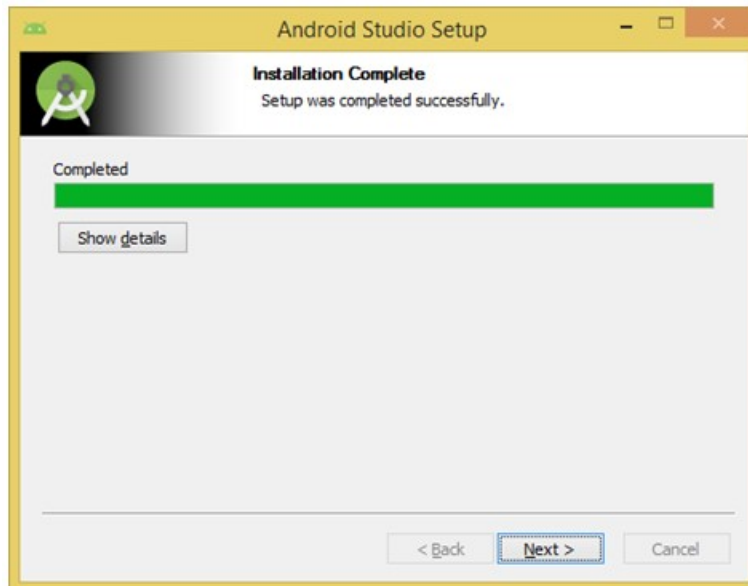 Android Studio Setup
Installation Complete
Setup was completed successfully.
Completed
Show details
< Back
Next >
Cancel